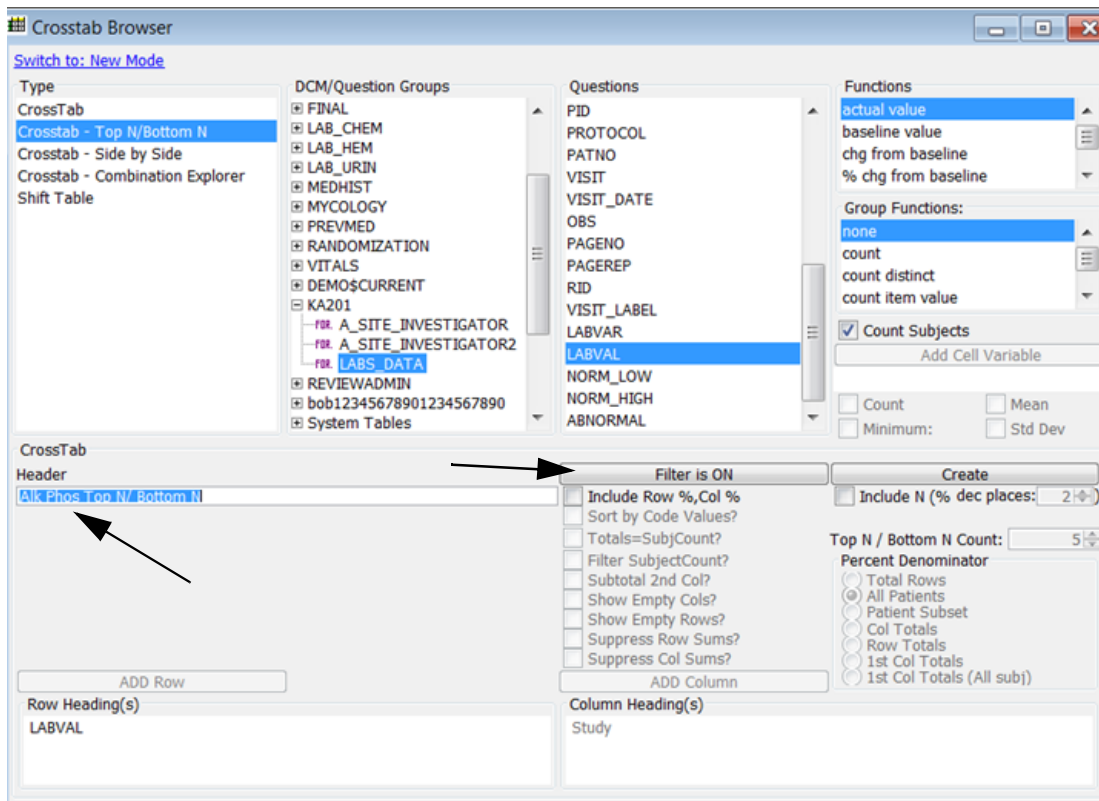 Crosstab Browser
Switch to: New Mode
Type
CrossTab
Crosstab - Top N/Bottom N
Crosstab - Side by Side
Crosstab - Combination Explorer
Shift Table
DCM/Question Groups
FINAL
LAB_CHEM
LAB_HEM
LAB_URIN
MEDHIST
MYCOLOGY
PREVMED
RANDOMIZATION
VITALS
DEMO$CURRENT
KA201
FOR. A_SITE_INVESTIGATOR
FOR. A_SITE_INVESTIGATOR2
FOR. LABS_DATA
REVIEWADMIN
bob12345678901234567890
System Tables
Questions
PID
PROTOCOL
PATNO
VISIT
VISIT_DATE
OBS
PAGENO
PAGEREP
RID
VISIT_LABEL
LABVAR
LABVAL
NORM_LOW
NORM_HIGH
ABNORMAL
Functions
actual value
baseline value
chg from baseline
% chg from baseline
Group Functions:
none
count
count distinct
count item value
Count Subjects
Add Cell Variable
Count Mean
Minimum: Std Dev
CrossTab
Header
Alk Phos Top N/ Bottom N
Filter is ON
Include Row %,Col %
Sort by Code Values?
Totals=SubjCount?
Filter SubjectCount?
Subtotal 2nd Col?
Show Empty Cols?
Show Empty Rows?
Suppress Row Sums?
Suppress Col Sums?
Create
Include N (% dec places: 2 )
Top N / Bottom N Count: 5
Percent Denominator
Total Rows
All Patients
Patient Subset
Col Totals
Row Totals
1st Col Totals
1st Col Totals (All subj)
ADD Row
ADD Column
Row Heading(s)
LABVAL
Column Heading(s)
Study